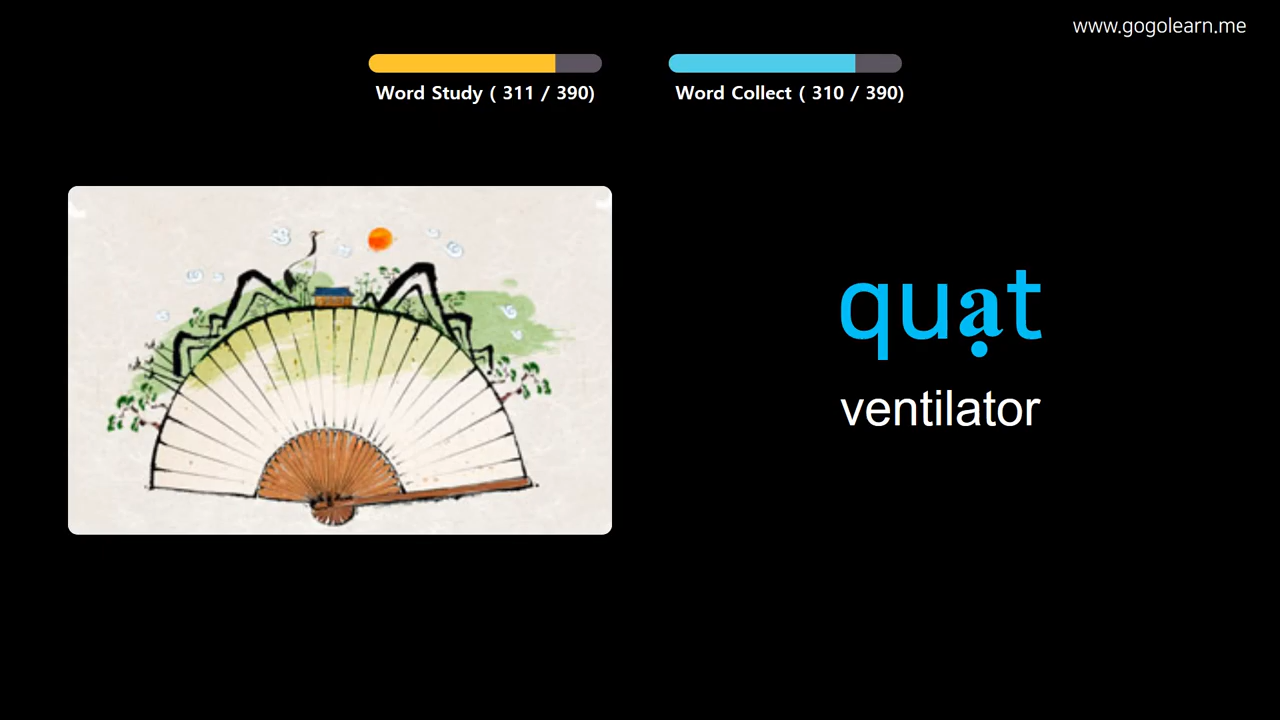 www.gogolearn.me
Word Study ( 311 / 390)
Word Collect ( 310 / 390)
quạt
ventilator